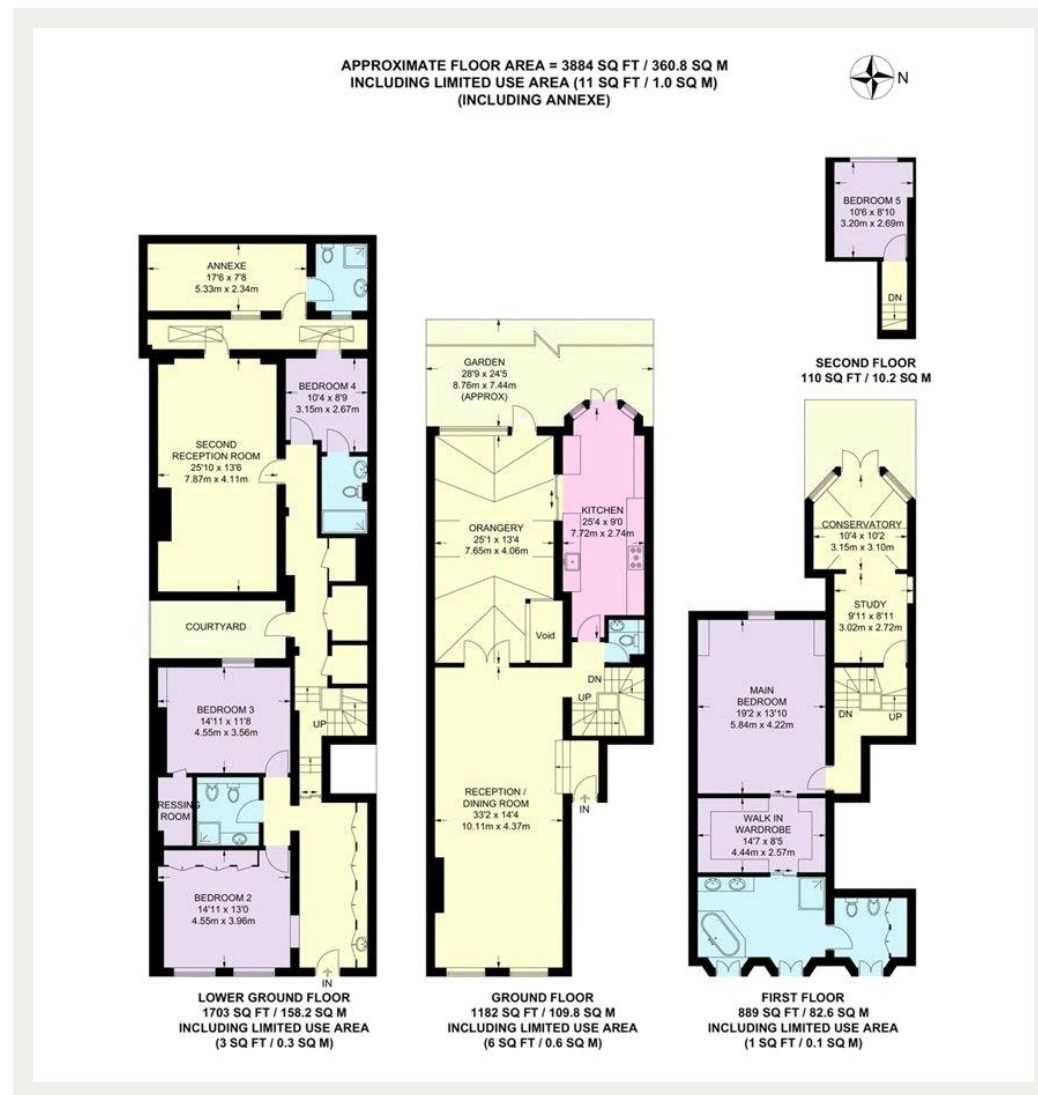 APPROXIMATE FLOOR AREA = 3884 SQ FT / 360.8 SQ M
INCLUDING LIMITED USE AREA (11 SQ FT / 1.0 SQ M)
(INCLUDING ANNEXE)
N
BEDROOM 5
10'6 x 8'10
3.20m x 2.69m
DN
SECOND FLOOR
110 SQ FT / 10.2 SQ M
ANNEXE
17'6 x 7'8
5.33m x 2.34m
BEDROOM 4
10'4 x 8'9
3.15m x 2.67m
SECOND
RECEPTION ROOM
25'10 x 13'6
7.87m x 4.11m
COURTYARD
BEDROOM 3
14'11 x 11'8
4.55m x 3.56m
UP
RESSING
ROOM
BEDROOM 2
14'11 x 13'0
4.55m x 3.96m
IN
LOWER GROUND FLOOR
1703 SQ FT / 158.2 SQ M
INCLUDING LIMITED USE AREA
(3 SQ FT / 0.3 SQ M)
GARDEN
28'9 x 24'5
8.76m x 7.44m
(APPROX)
KITCHEN
25'4 x 9'0
7.72m x 2.74m
ORANGERY
25'1 x 13'4
7.65m x 4.06m
Void
DN
UP
RECEPTION /
DINING ROOM
33'2 x 14'4
10.11m x 4.37m
IN
GROUND FLOOR
1182 SQ FT / 109.8 SQ M
INCLUDING LIMITED USE AREA
(6 SQ FT / 0.6 SQ M)
CONSERVATORY
10'4 x 10'2
3.15m x 3.10m
STUDY
9'11 x 8'11
3.02m x 2.72m
MAIN
BEDROOM
19'2 x 13'10
5.84m x 4.22m
DN
UP
WALK IN
WARDROBE
14'7 x 8'5
4.44m x 2.57m
FIRST FLOOR
889 SQ FT / 82.6 SQ M
INCLUDING LIMITED USE AREA
(1 SQ FT / 0.1 SQ M)